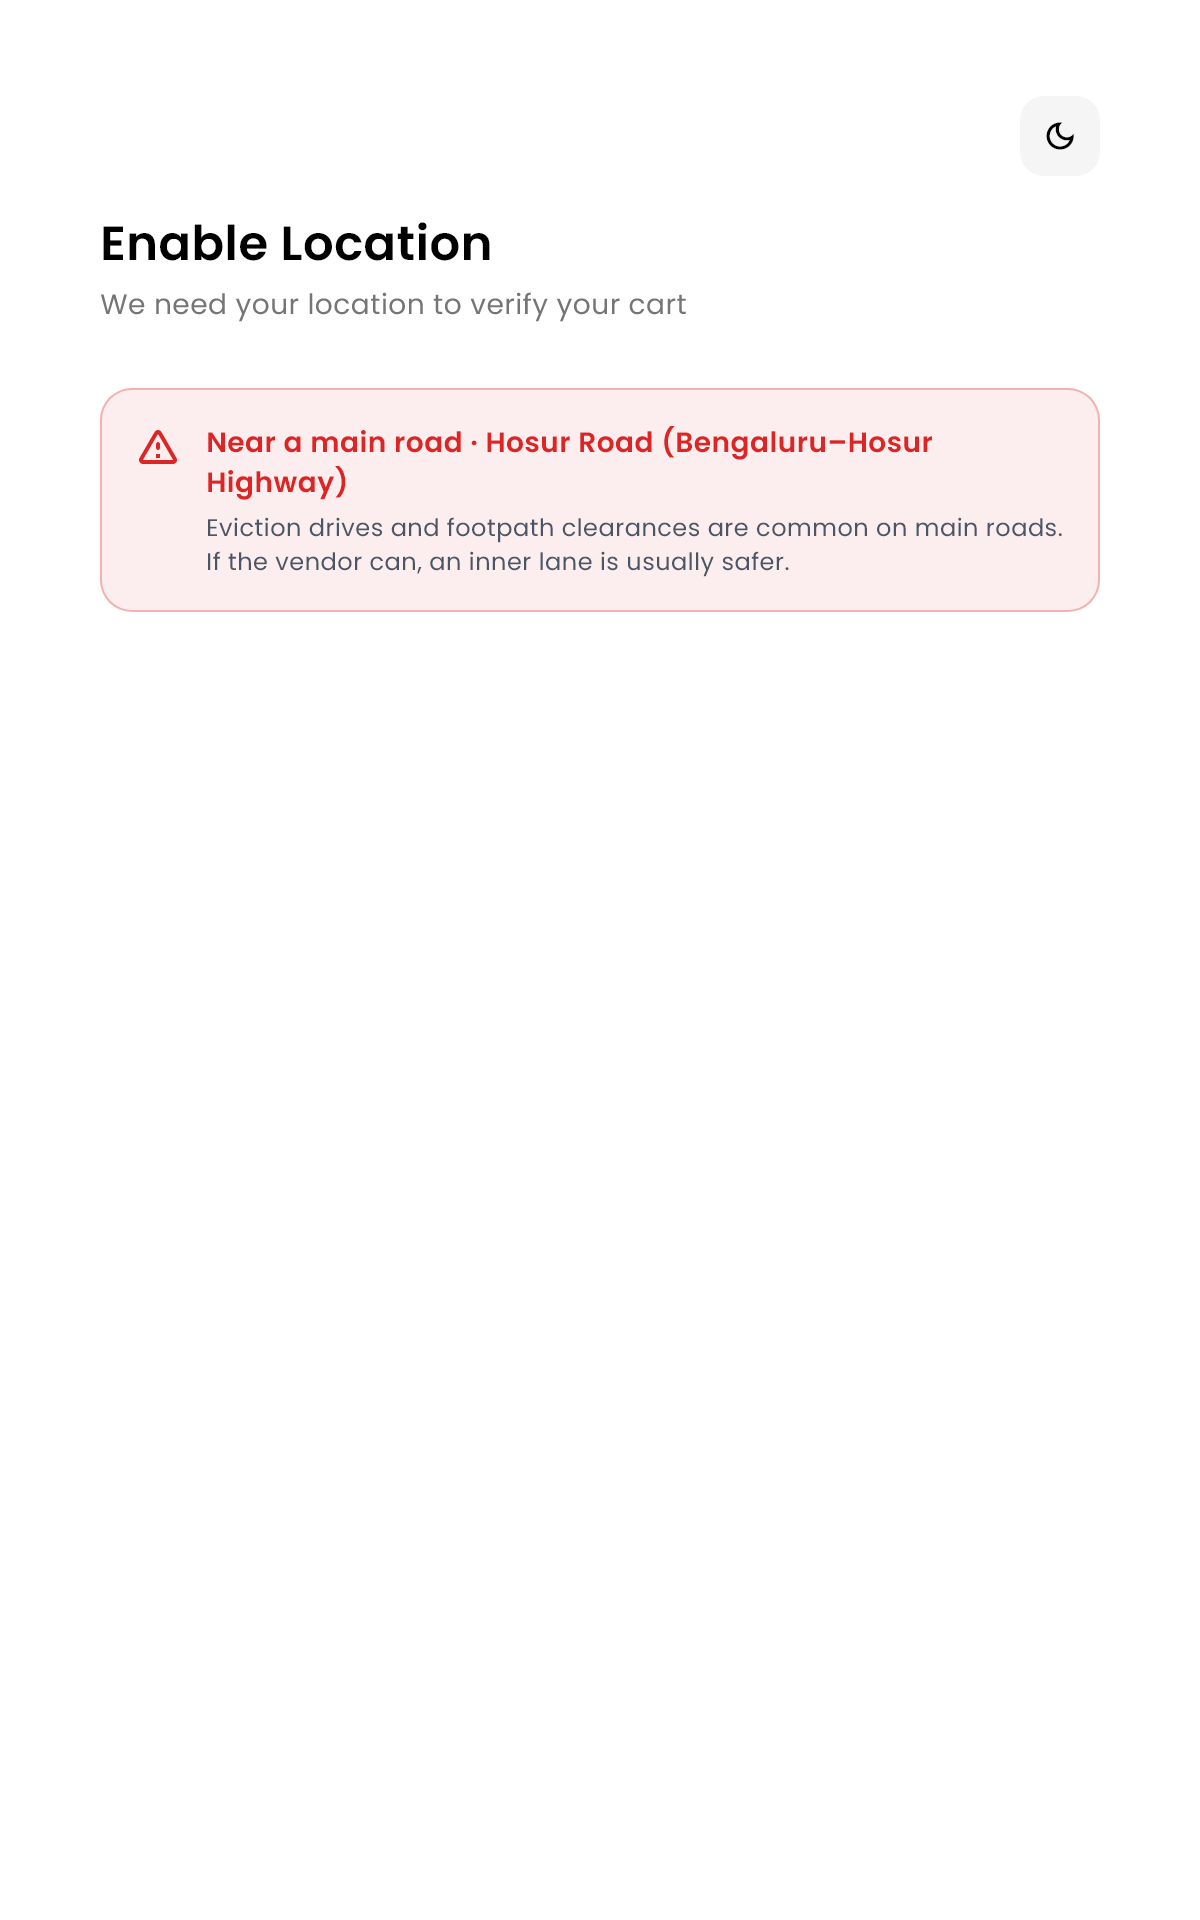 Enable Location
We need your location to verify your cart
Near a main road · Hosur Road (Bengaluru–Hosur
Highway)
Eviction drives and footpath clearances are common on main roads.
If the vendor can, an inner lane is usually safer.